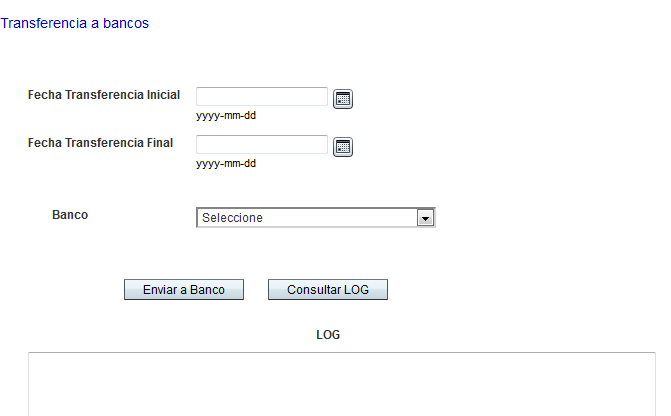 Transferencia a bancos
Fecha Transferencia Inicial
yyyy-mm-dd
Fecha Transferencia Final
yyyy-mm-dd
Banco Seleccione
Enviar a Banco Consultar LOG
LOG